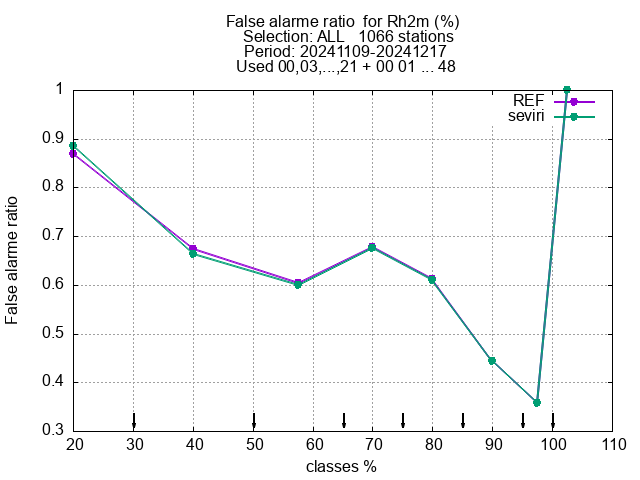 False alarme ratio  for Rh2m (%)
Selection: ALL   1066 stations
Period: 20241109-20241217
Used 00,03,...,21 + 00 01 ... 48
REF
seviri
False alarme ratio
1
0.9
0.8
0.7
0.6
0.5
0.4
0.3
20 30 40 50 60 70 80 90 100 110
classes %